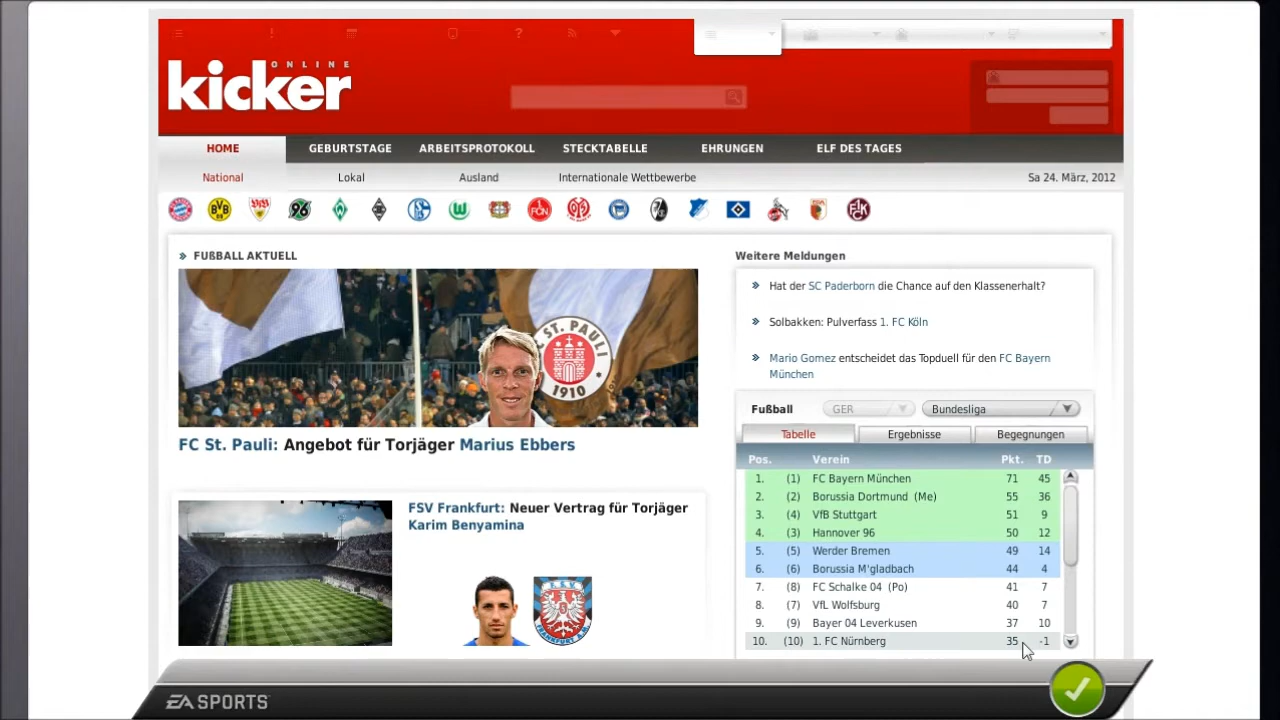 ONLINE
kicker
HOME
GEBURTSTAGE
ARBEITSPROTOKOLL
STECKTABELLE
EHRUNGEN
ELF DES TAGES
National
Lokal
Ausland
Internationale Wettbewerbe
Sa 24. März, 2012
FUßBALL AKTUELL
ST. PAULI
1910
FC St. Pauli: Angebot für Torjäger Marius Ebbers
FSV Frankfurt: Neuer Vertrag für Torjäger
Karim Benyamina
Weitere Meldungen
Hat der SC Paderborn die Chance auf den Klassenerhalt?
Solbakken: Pulverfass 1. FC Köln
Mario Gomez entscheidet das Topduell für den FC Bayern
München
Fußball GER Bundesliga
Tabelle Ergebnisse Begegnungen
Pos. Verein Pkt. TD
1. (1) FC Bayern München 71 45
2. (2) Borussia Dortmund (Me) 55 36
3. (4) VfB Stuttgart 51 9
4. (3) Hannover 96 50 12
5. (5) Werder Bremen 49 14
6. (6) Borussia M'gladbach 44 4
7. (8) FC Schalke 04 (Po) 41 7
8. (7) VfL Wolfsburg 40 7
9. (9) Bayer 04 Leverkusen 37 10
10. (10) 1. FC Nürnberg 35 -1
EA SPORTS